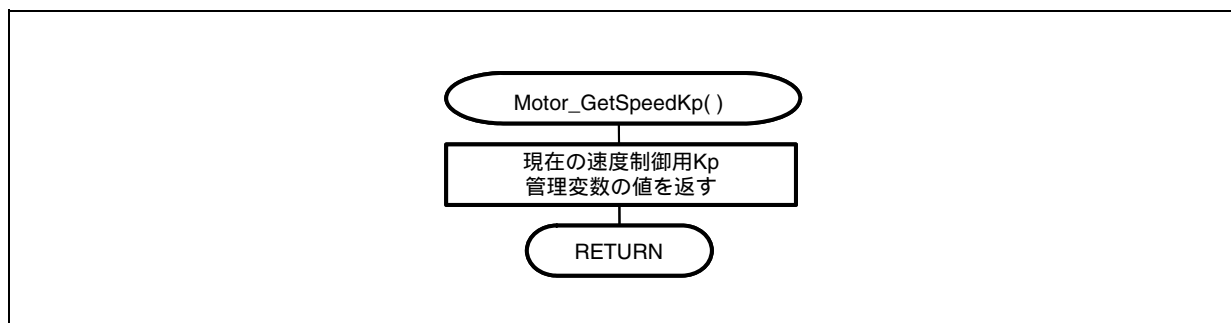 Motor_GetSpeedKp( )
現在の速度制御用Kp
管理変数の値を返す
RETURN